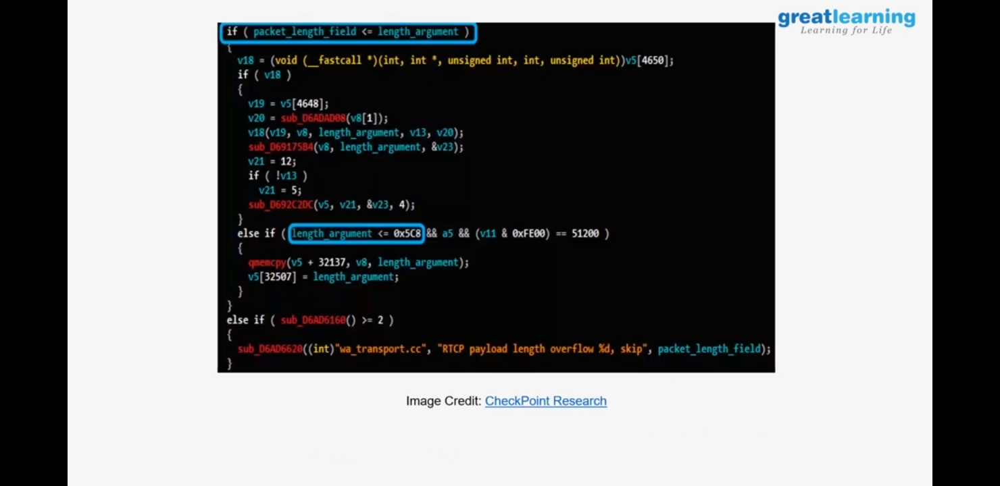 greatlearning
Learning for Life
if ( packet_length_field <= length_argument )
{
v18 = (void (__fastcall *)(int, int *, unsigned int, int, unsigned int))v5[4650];
if ( v18 )
{
v19 = v5[4648];
v20 = sub_D6ADAD08(v8[1]);
v18(v19, v8, length_argument, v13, v20);
sub_D69175B4(v8, length_argument, &v23);
v21 = 12;
if ( !v13 )
v21 = 5;
sub_D692C2DC(v5, v21, &v23, 4);
}
else if ( length_argument <= 0x5C8 && a5 && (v11 & 0xFE00) == 51200 )
{
qmemcpy(v5 + 32137, v8, length_argument);
v5[32507] = length_argument;
}
}
else if ( sub_D6AD6160() >= 2 )
{
sub_D6AD6620((int)"wa_transport.cc", "RTCP payload length overflow %d, skip", packet_length_field);
}
Image Credit: CheckPoint Research